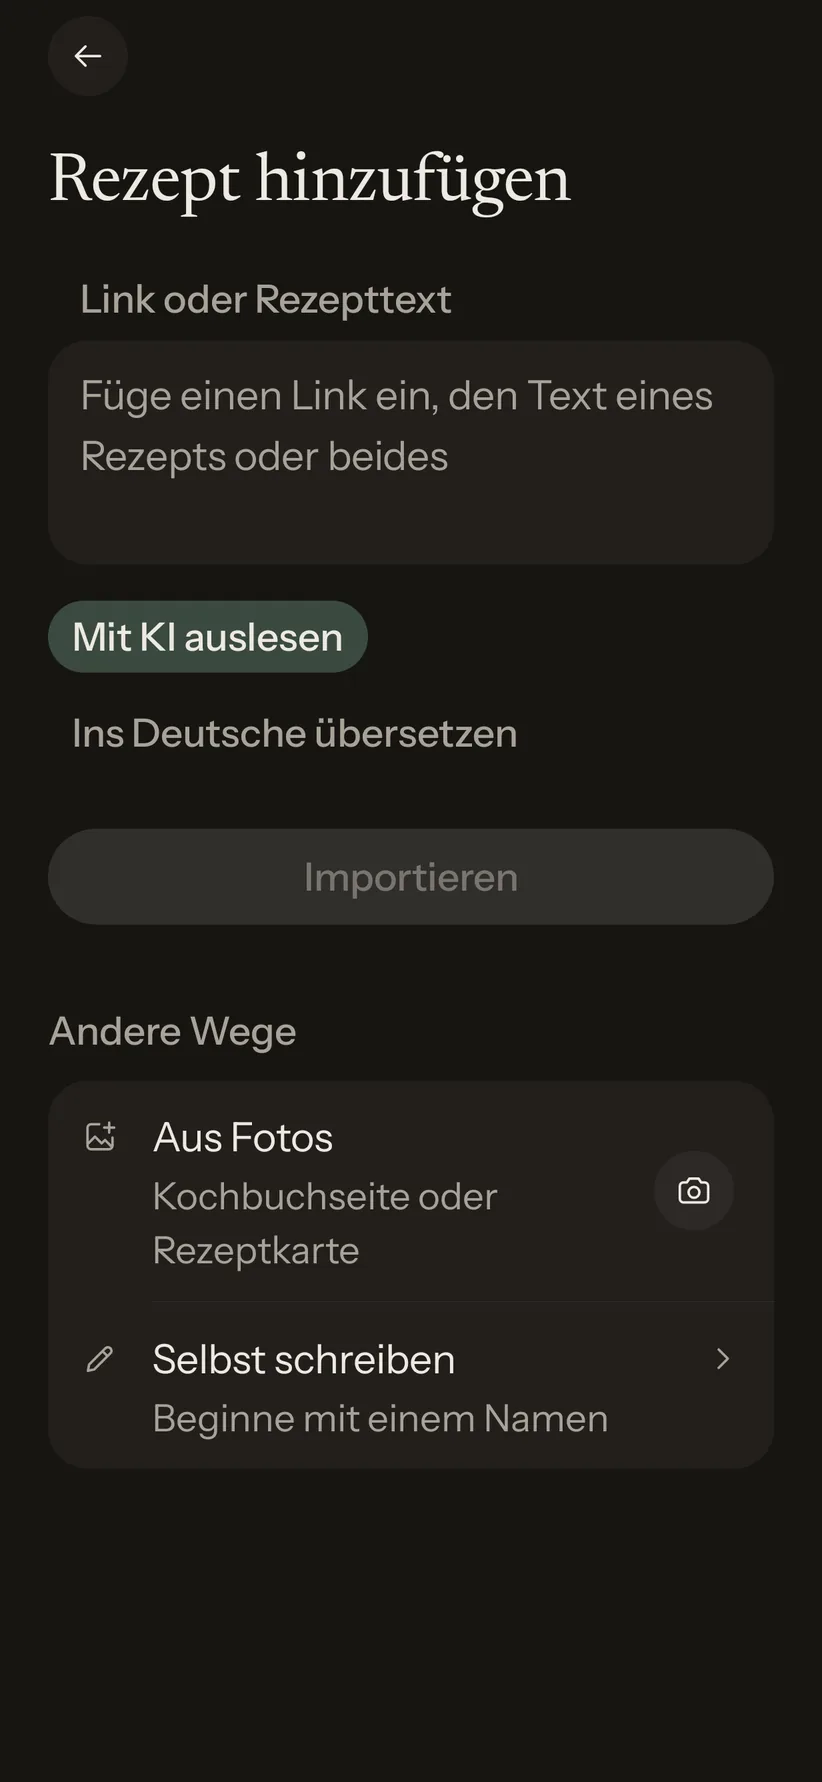 Rezept hinzufügen
Link oder Rezepttext
Füge einen Link ein, den Text eines
Rezepts oder beides
Mit KI auslesen
Ins Deutsche übersetzen
Importieren
Andere Wege
Aus Fotos
Kochbuchseite oder
Rezeptkarte
Selbst schreiben
Beginne mit einem Namen